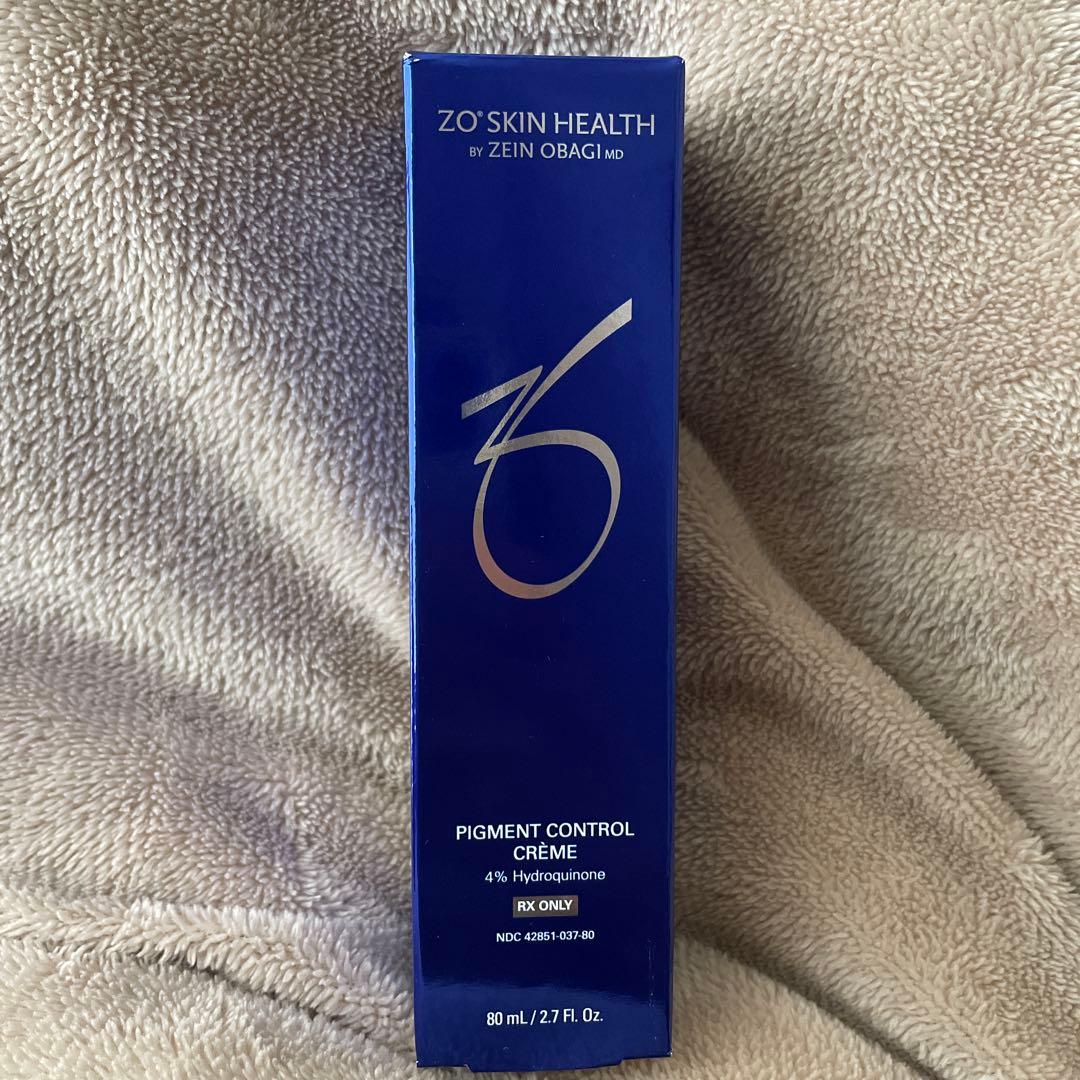 ZO® SKIN HEALTH
BY ZEIN OBAGI MD
PIGMENT CONTROL
CRÈME
4% Hydroquinone
RX ONLY
NDC 42851-037-80
80 mL / 2.7 Fl. Oz.